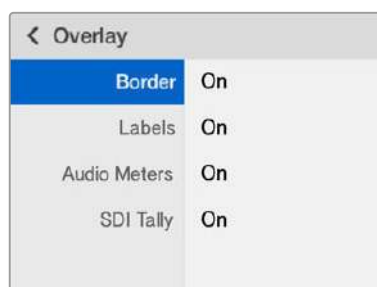 Overlay
Border On
Labels On
Audio Meters On
SDI Tally On